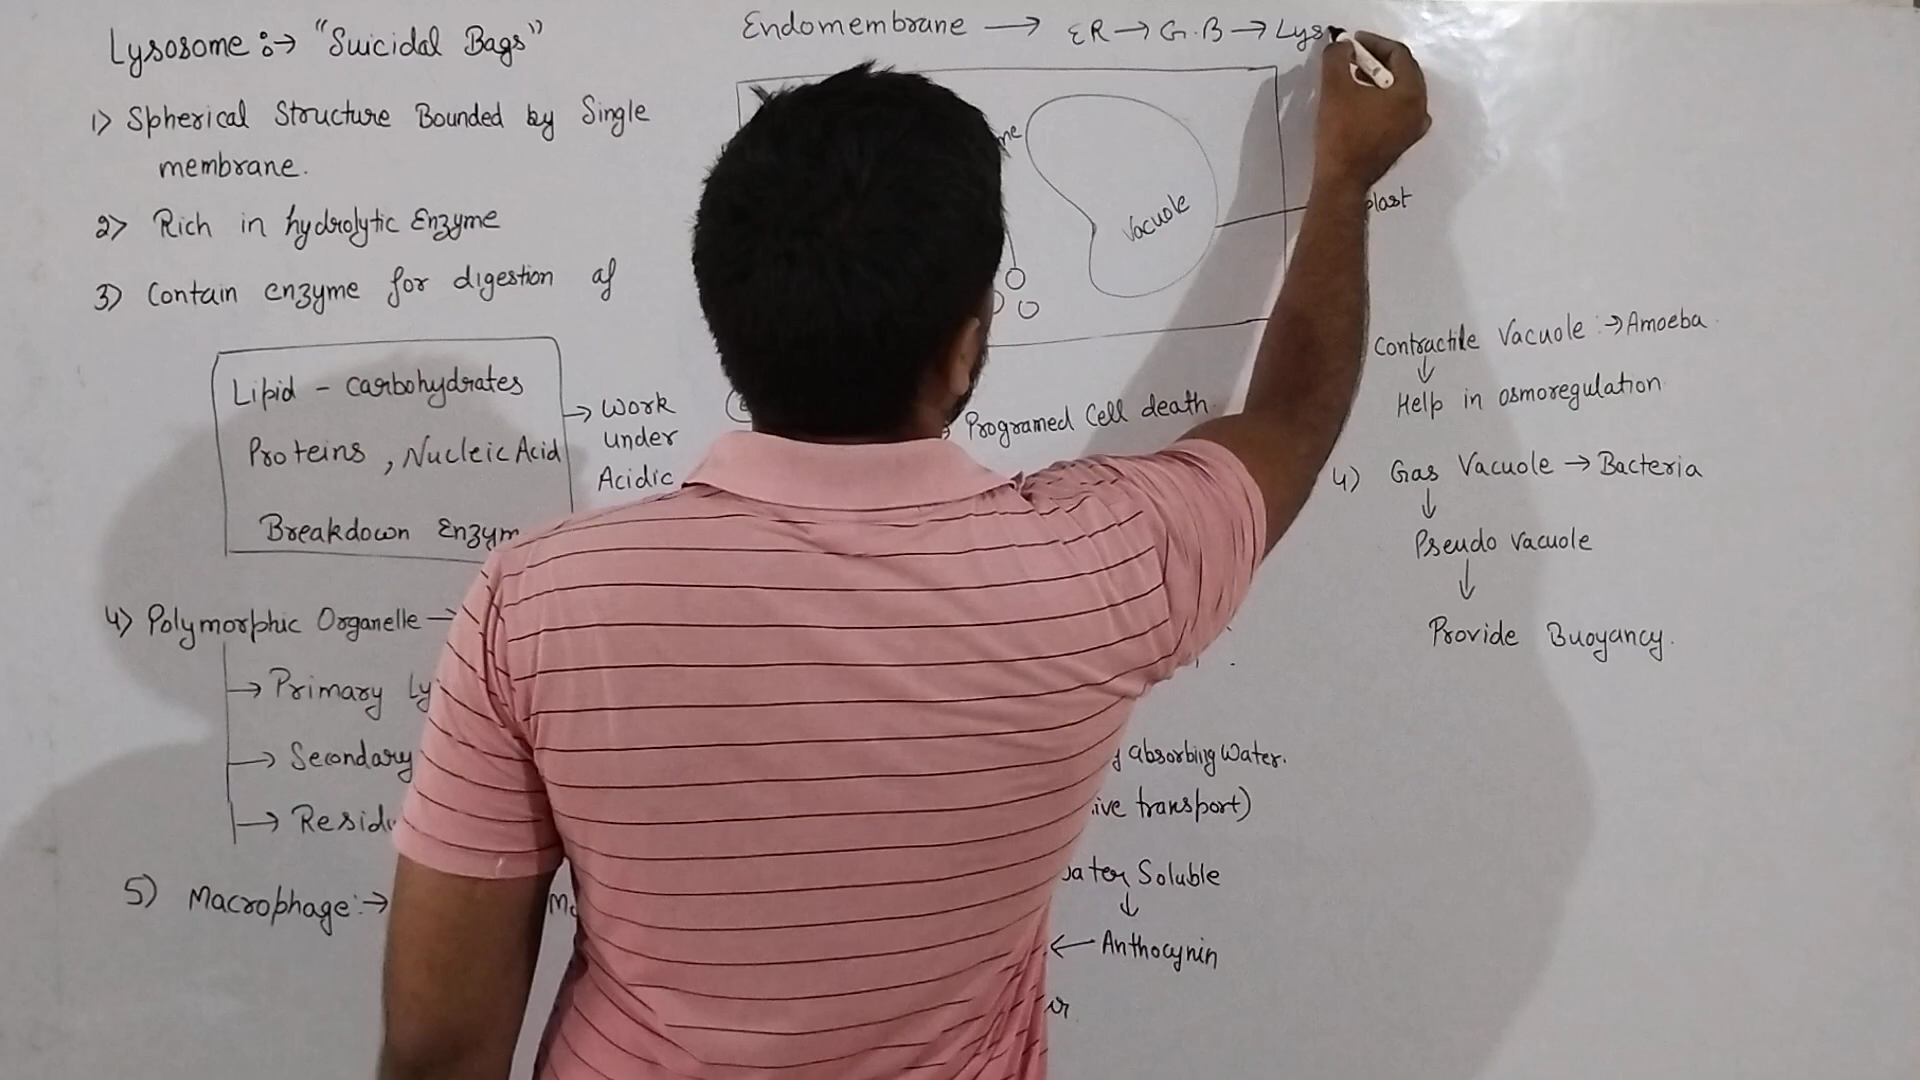 Lysosome :→ "Suicidal Bags"
1) Spherical Structure Bounded by Single
membrane.
2) Rich in hydrolytic Enzyme
3) Contain enzyme for digestion of
Lipid - Carbohydrates
Proteins, Nucleic Acid
Breakdown Enzym
→ Work
under
Acidic
4) Polymorphic Organelle →
→ Primary Ly
→ Secondary
→ Resid
5) Macrophage :→
Endomembrane → ER → G.B → Lys
me
Vacuole
plast
Programed Cell death.
absorbing Water.
ive transport)
ater Soluble
↓
← Anthocynin
Contractile Vacuole :→ Amoeba.
↓
Help in osmoregulation
4) Gas Vacuole → Bacteria
↓
Pseudo Vacuole
↓
Provide Buoyancy.